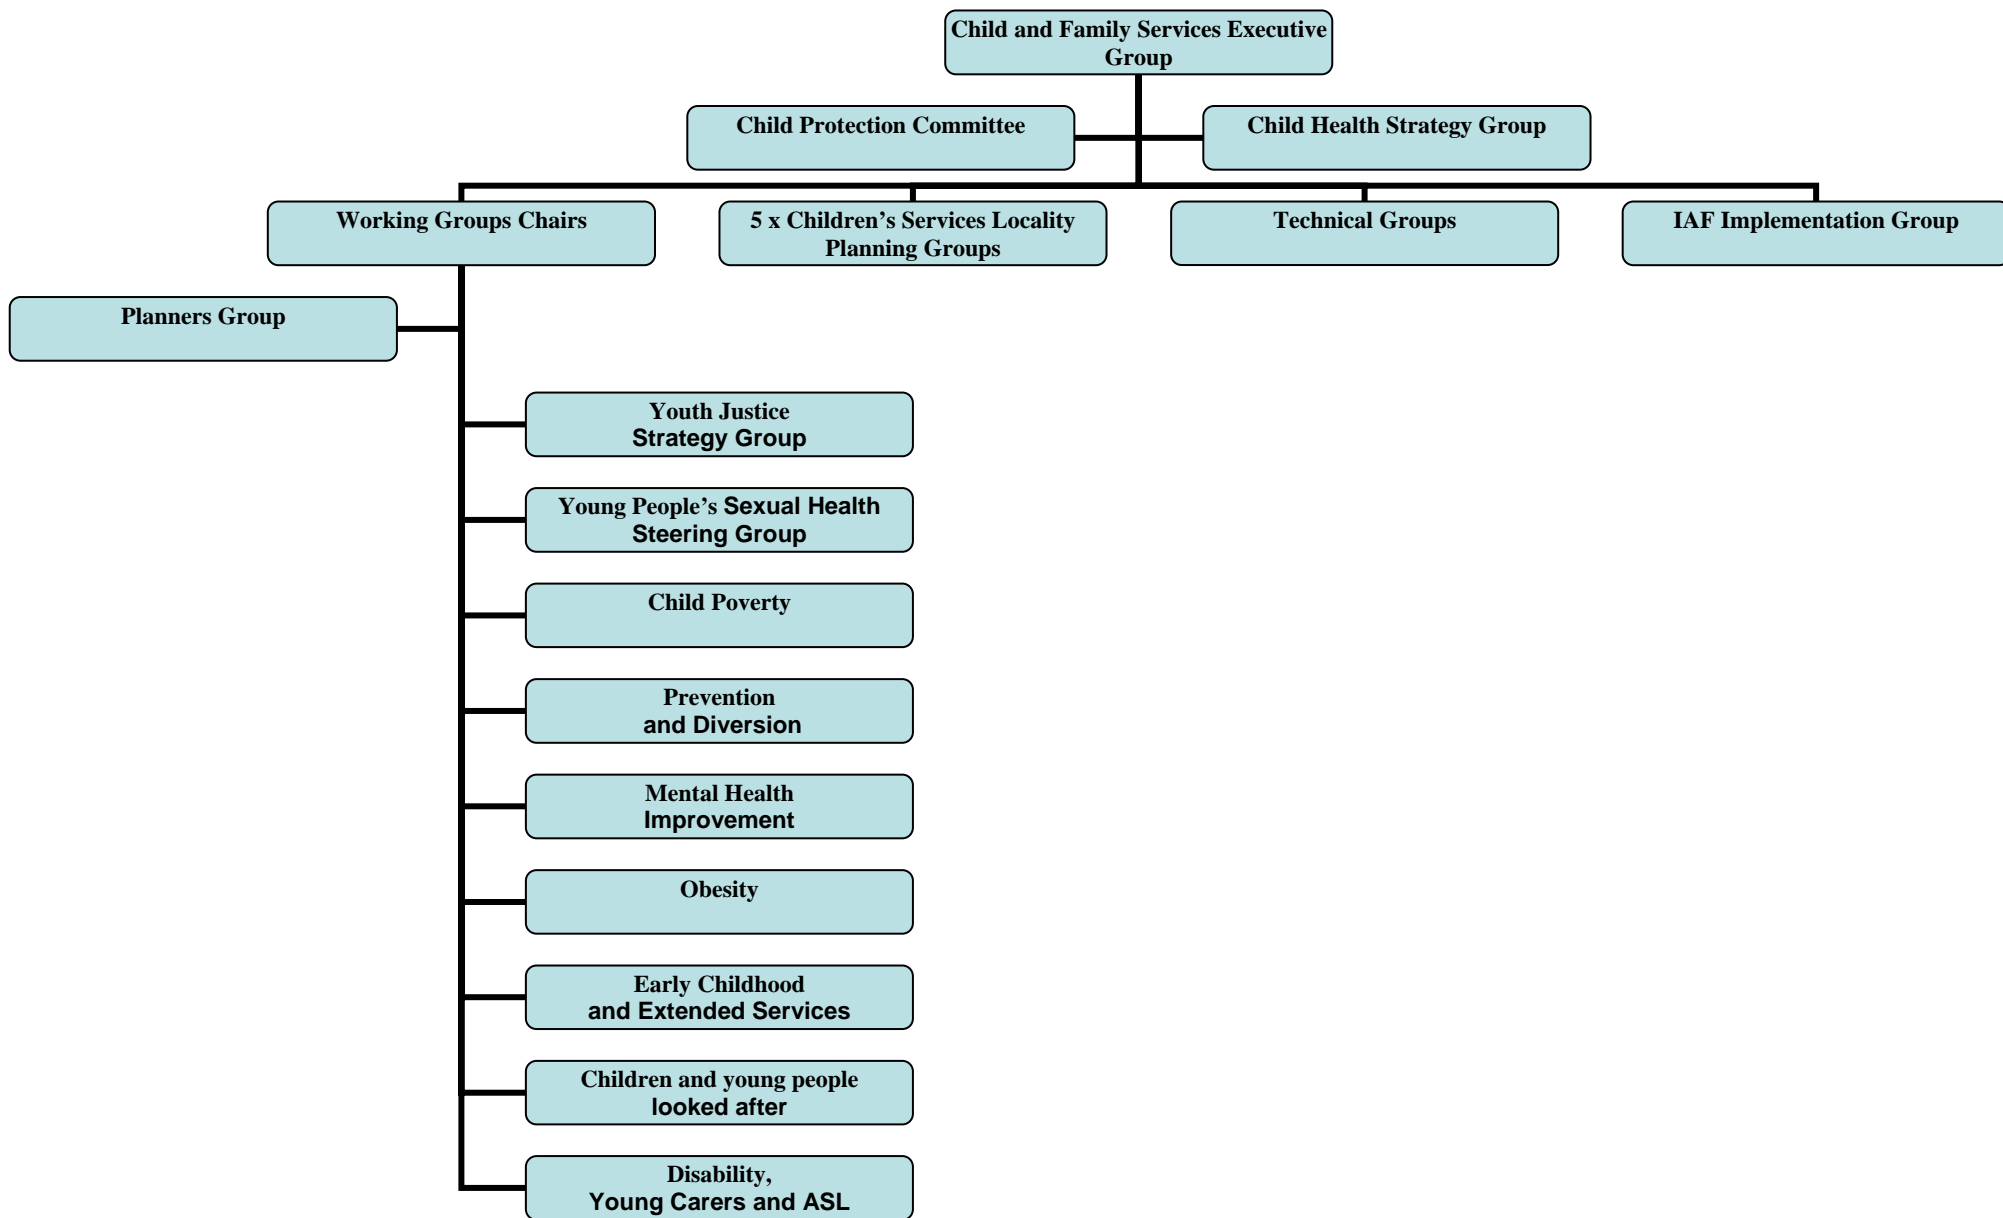 Child and Family Services Executive
Group
Child Protection Committee
Child Health Strategy Group
Working Groups Chairs
5 x Children’s Services Locality
Planning Groups
Technical Groups
IAF Implementation Group
Planners Group
Youth Justice
Strategy Group
Young People’s Sexual Health
Steering Group
Child Poverty
Prevention
and Diversion
Mental Health
Improvement
Obesity
Early Childhood
and Extended Services
Children and young people
looked after
Disability,
Young Carers and ASL